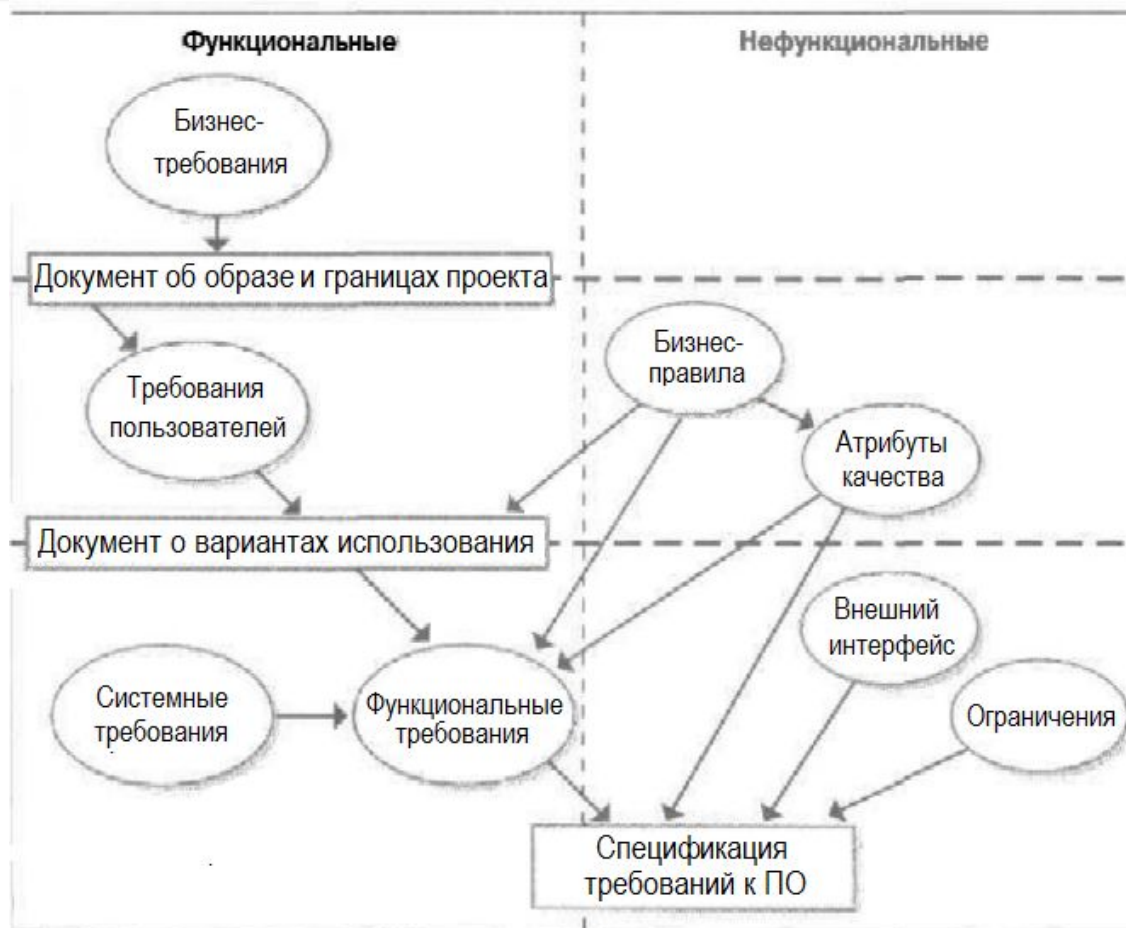 Функциональные
Нефункциональные
Бизнес-
требования
Документ об образе и границах проекта
Бизнес-
правила
Требования
пользователей
Атрибуты
качества
Документ о вариантах использования
Внешний
интерфейс
Системные
требования
Функциональные
требования
Ограничения
Спецификация
требований к ПО